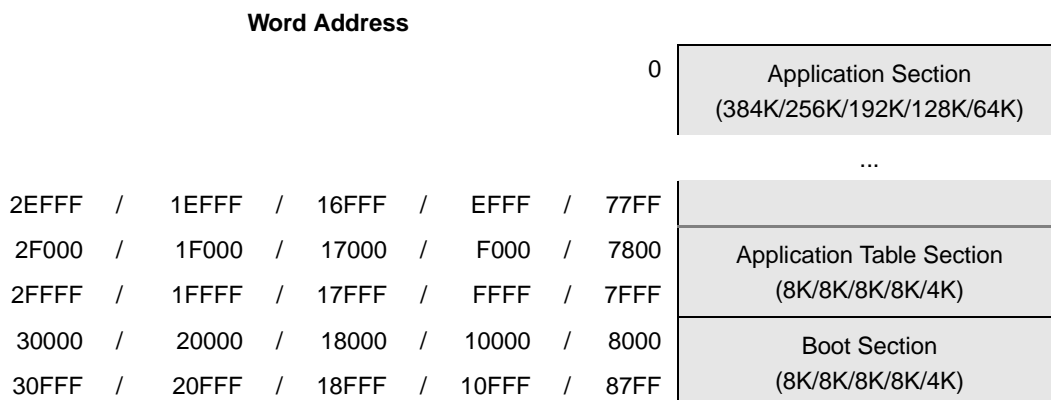 Word Address
0
Application Section
(384K/256K/192K/128K/64K)
...
2EFFF / 1EFFF / 16FFF / EFFF / 77FF
2F000 / 1F000 / 17000 / F000 / 7800
Application Table Section
2FFFF / 1FFFF / 17FFF / FFFF / 7FFF
(8K/8K/8K/8K/4K)
30000 / 20000 / 18000 / 10000 / 8000
Boot Section
30FFF / 20FFF / 18FFF / 10FFF / 87FF
(8K/8K/8K/8K/4K)